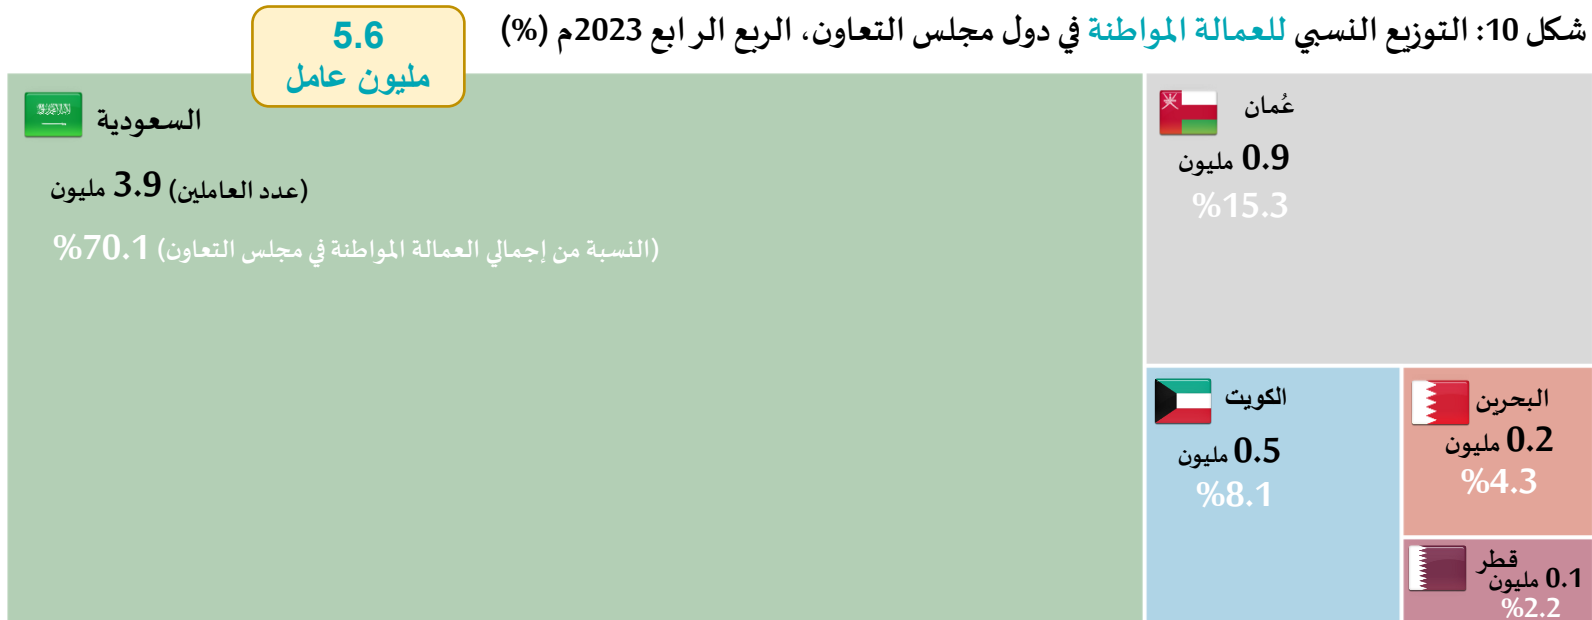 شكل 10: التوزيع النسبي للعمالة المواطنة في دول مجلس التعاون، الربع الرابع 2023م (%)
5.6
مليون عامل
السعودية
(عدد العاملين) 3.9 مليون
(النسبة من إجمالي العمالة المواطنة في مجلس التعاون) 70.1%
عُمان
0.9 مليون
%15.3
الكويت
0.5 مليون
%8.1
البحرين
0.2 مليون
%4.3
قطر
0.1 مليون
%2.2